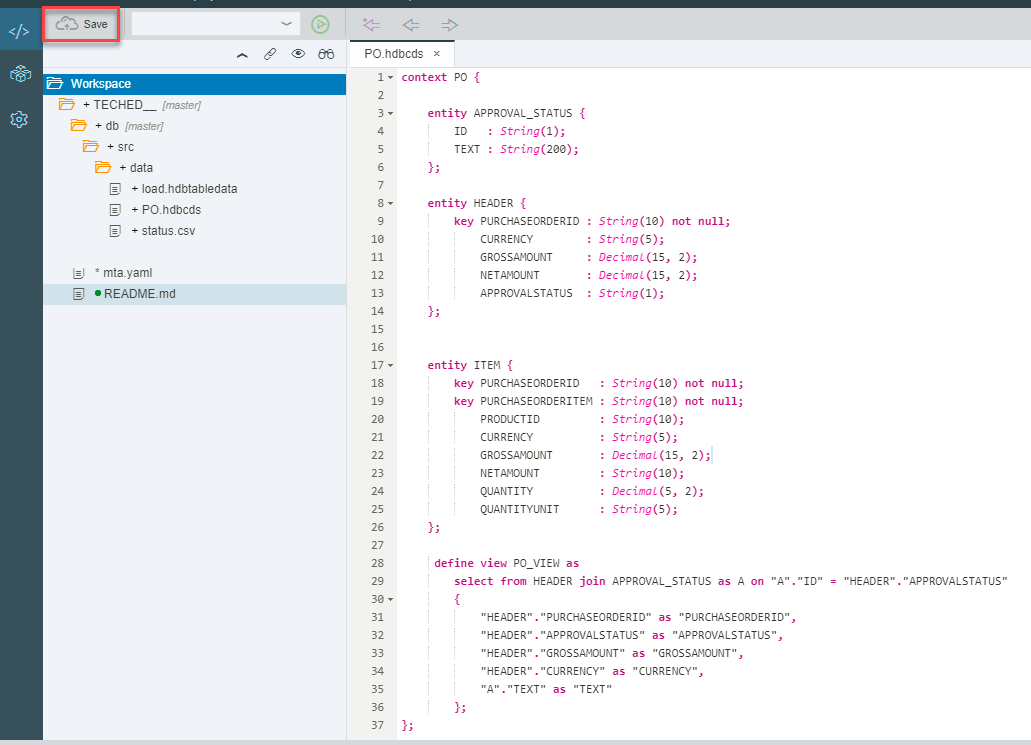 </>
Save
PO.hdbcds ×
Workspace
+ TECHED__ [master]
+ db [master]
+ src
+ data
+ load.hdbtabledata
+ PO.hdbcds
+ status.csv
* mta.yaml
README.md
1 context PO {
2
3 entity APPROVAL_STATUS {
4 ID : String(1);
5 TEXT : String(200);
6 };
7
8 entity HEADER {
9 key PURCHASEORDERID : String(10) not null;
10 CURRENCY : String(5);
11 GROSSAMOUNT : Decimal(15, 2);
12 NETAMOUNT : Decimal(15, 2);
13 APPROVALSTATUS : String(1);
14 };
15
16
17 entity ITEM {
18 key PURCHASEORDERID : String(10) not null;
19 key PURCHASEORDERITEM : String(10) not null;
20 PRODUCTID : String(10);
21 CURRENCY : String(5);
22 GROSSAMOUNT : Decimal(15, 2);
23 NETAMOUNT : String(10);
24 QUANTITY : Decimal(5, 2);
25 QUANTITYUNIT : String(5);
26 };
27
28 define view PO_VIEW as
29 select from HEADER join APPROVAL_STATUS as A on "A"."ID" = "HEADER"."APPROVALSTATUS"
30 {
31 "HEADER"."PURCHASEORDERID" as "PURCHASEORDERID",
32 "HEADER"."APPROVALSTATUS" as "APPROVALSTATUS",
33 "HEADER"."GROSSAMOUNT" as "GROSSAMOUNT",
34 "HEADER"."CURRENCY" as "CURRENCY",
35 "A"."TEXT" as "TEXT"
36 };
37 };